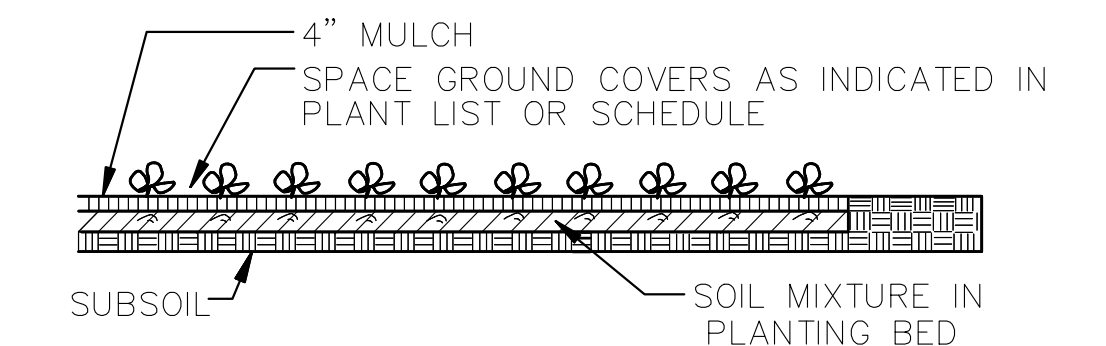 4” MULCH
SPACE GROUND COVERS AS INDICATED IN
PLANT LIST OR SCHEDULE
SUBSOIL
SOIL MIXTURE IN
PLANTING BED